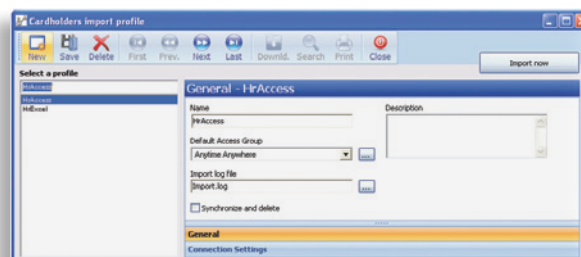 Cardholders import profile
New Save Delete First Prev. Next Last Downld. Search Print Close
Import now
Select a profile
HrAccess
HrAccess
HrExcel
General - HrAccess
Name
HrAccess
Description
Default Access Group
Anytime Anywhere
...
Import log file
Import.log
...
Synchronize and delete
General
Connection Settings